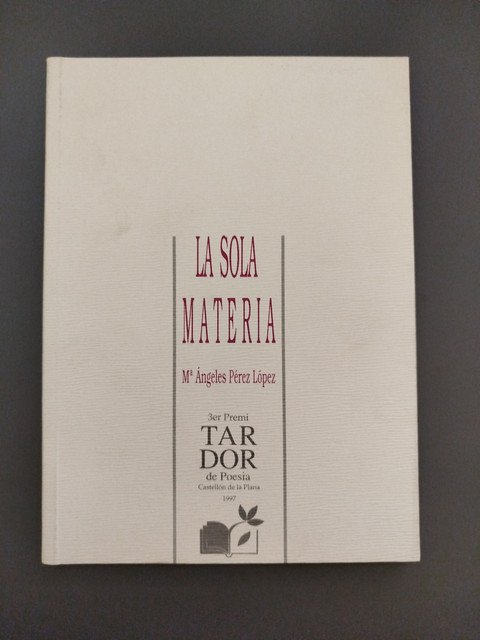 LA SOLA
MATERIA
Mª Ángeles Pérez López
3er Premi
TAR
DOR
de Poesía
Castellón de la Plana
1997